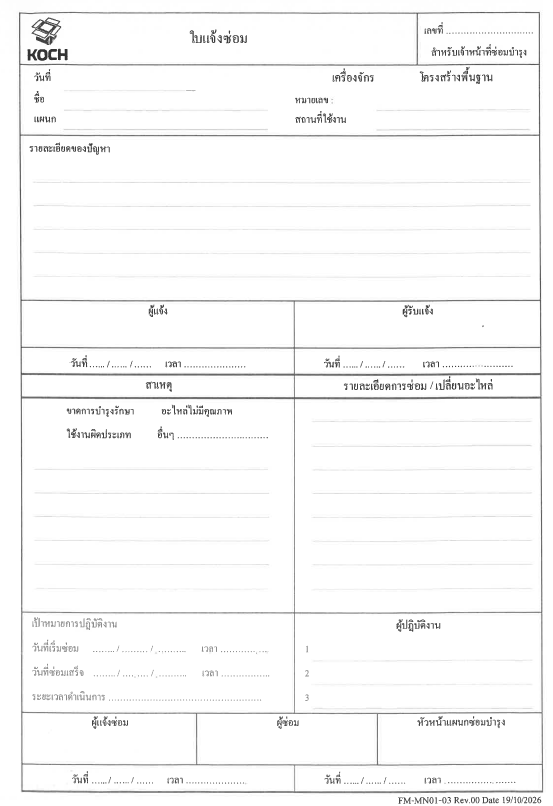 KOCH
ใบแจ้งซ่อม
เลขที่ ..............................
สำหรับเจ้าหน้าที่ซ่อมบำรุง
วันที่ เครื่องจักร โครงสร้างพื้นฐาน
ชื่อ หมายเลข :
แผนก สถานที่ใช้งาน
รายละเอียดของปัญหา
ผู้แจ้ง ผู้รับแจ้ง
วันที่ ...... / ...... / ...... เวลา ..................... วันที่ ...... / ...... / ...... เวลา .....................
สาเหตุ รายละเอียดการซ่อม / เปลี่ยนอะไหล่
ขาดการบำรุงรักษา อะไหล่ไม่มีคุณภาพ
ใช้งานผิดประเภท อื่นๆ ...............................
เป้าหมายการปฏิบัติงาน ผู้ปฏิบัติงาน
วันที่เริ่มซ่อม ........ / ......... / .......... เวลา ................ 1
วันที่ซ่อมเสร็จ ........ / ......... / .......... เวลา ................ 2
ระยะเวลาดำเนินการ .................................................. 3
ผู้แจ้งซ่อม ผู้ซ่อม หัวหน้าแผนกซ่อมบำรุง
วันที่ ...... / ...... / ...... เวลา ..................... วันที่ ...... / ...... / ...... เวลา .....................
FM-MN01-03 Rev.00 Date 19/10/2026